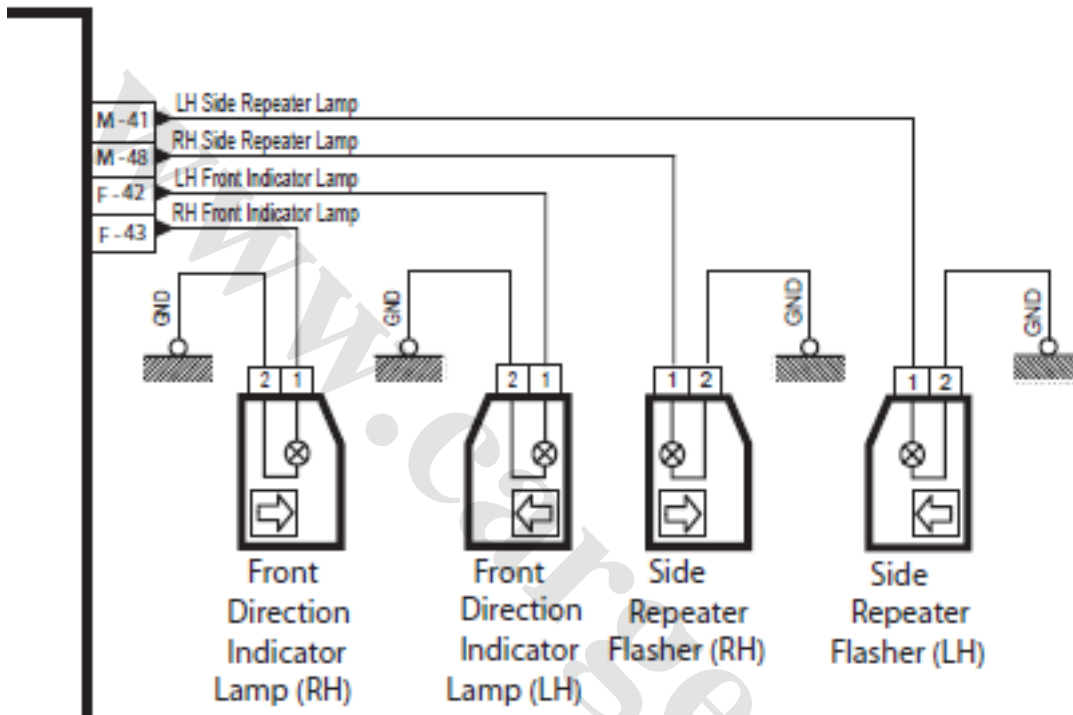 M-41 LH Side Repeater Lamp
M-48 RH Side Repeater Lamp
F-42 LH Front Indicator Lamp
F-43 RH Front Indicator Lamp
GND
GND
GND
GND
2 1
2 1
1 2
1 2
Front
Direction
Indicator
Lamp (RH)
Front
Direction
Indicator
Lamp (LH)
Side
Repeater
Flasher (RH)
Side
Repeater
Flasher (LH)
www.carge